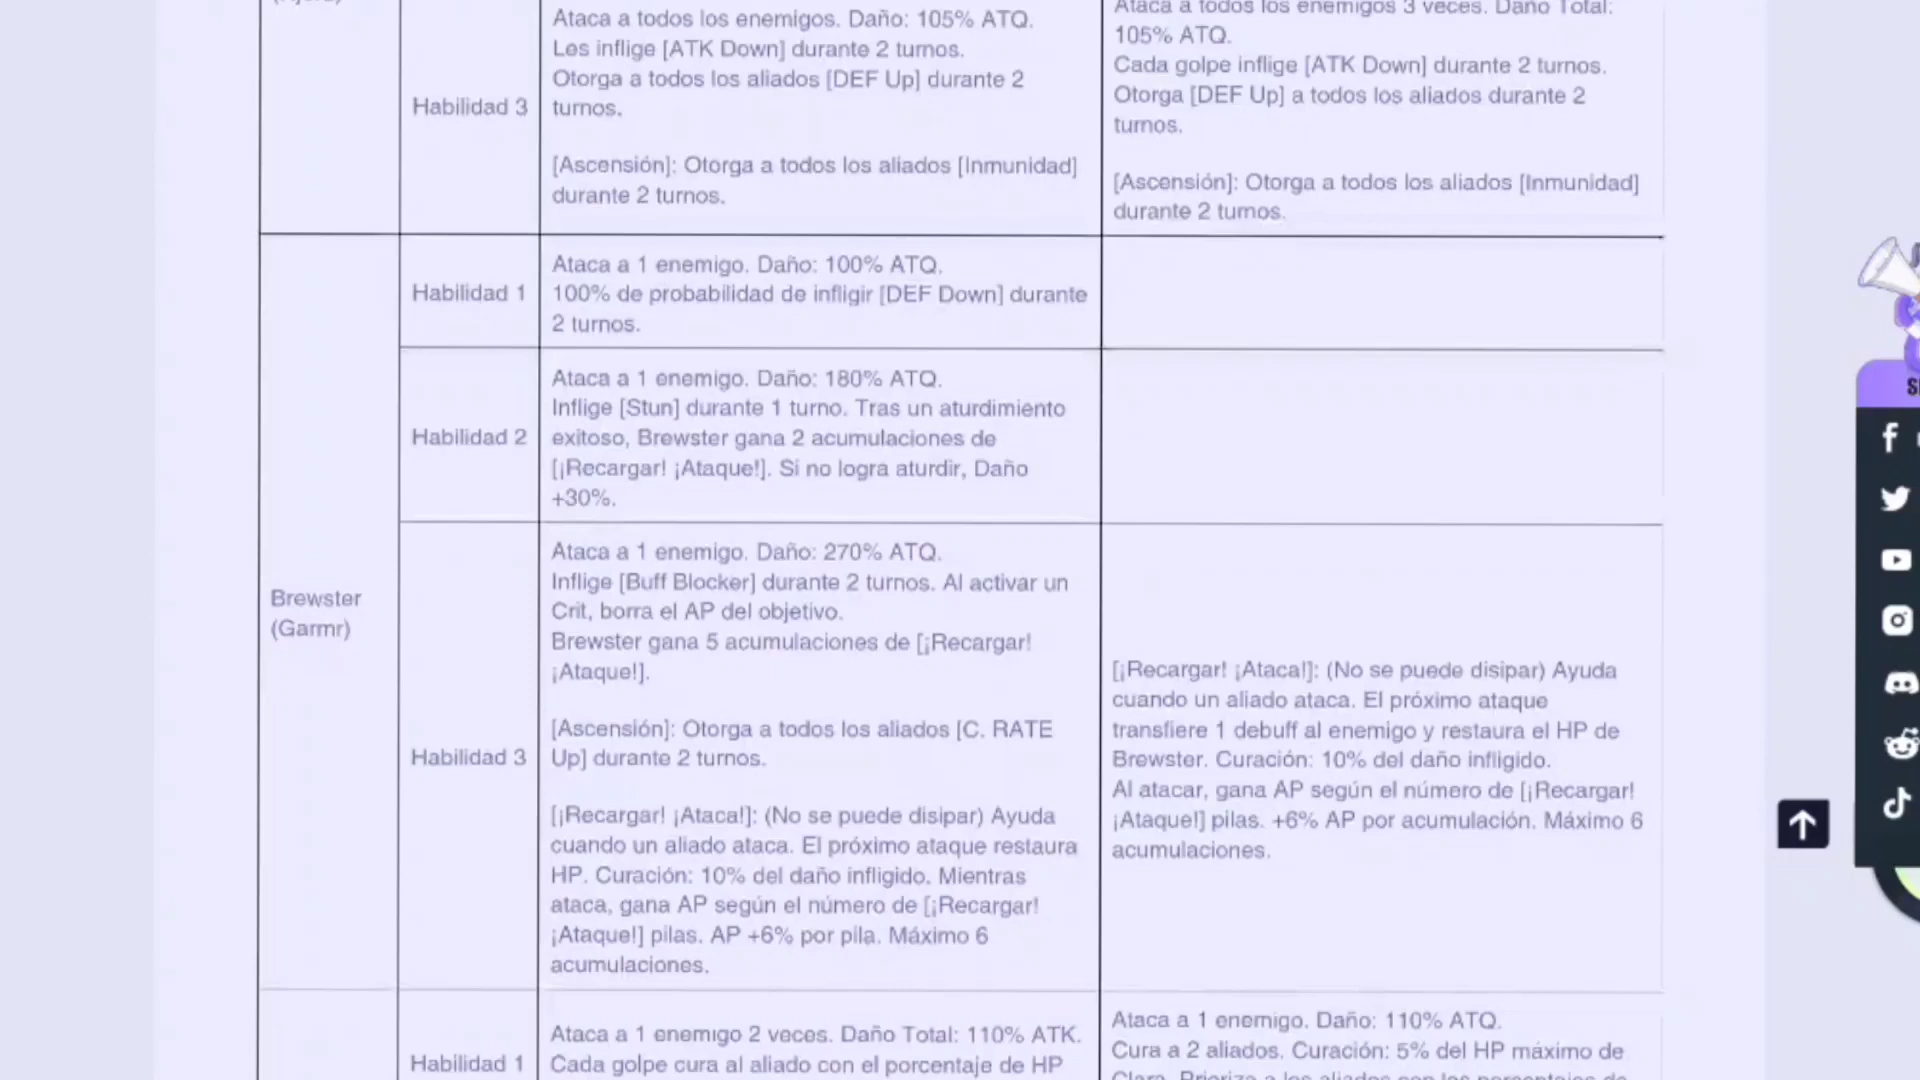 Habilidad 3
Ataca a todos los enemigos. Daño: 105% ATQ.
Les inflige [ATK Down] durante 2 turnos.
Otorga a todos los aliados [DEF Up] durante 2
turnos.
[Ascensión]: Otorga a todos los aliados [Inmunidad]
durante 2 turnos.
Ataca a todos los enemigos 3 veces. Daño Total:
105% ATQ.
Cada golpe inflige [ATK Down] durante 2 turnos.
Otorga [DEF Up] a todos los aliados durante 2
turnos.
[Ascensión]: Otorga a todos los aliados [Inmunidad]
durante 2 turnos.
Brewster
(Garmr)
Habilidad 1
Ataca a 1 enemigo. Daño: 100% ATQ.
100% de probabilidad de infligir [DEF Down] durante
2 turnos.
Habilidad 2
Ataca a 1 enemigo. Daño: 180% ATQ.
Inflige [Stun] durante 1 turno. Tras un aturdimiento
exitoso, Brewster gana 2 acumulaciones de
[¡Recargar! ¡Ataque!]. Si no logra aturdir, Daño
+30%.
Habilidad 3
Ataca a 1 enemigo. Daño: 270% ATQ.
Inflige [Buff Blocker] durante 2 turnos. Al activar un
Crit, borra el AP del objetivo.
Brewster gana 5 acumulaciones de [¡Recargar!
¡Ataque!].
[Ascensión]: Otorga a todos los aliados [C. RATE
Up] durante 2 turnos.
[¡Recargar! ¡Ataca!]: (No se puede disipar) Ayuda
cuando un aliado ataca. El próximo ataque restaura
HP. Curación: 10% del daño infligido. Mientras
ataca, gana AP según el número de [¡Recargar!
¡Ataque!] pilas. AP +6% por pila. Máximo 6
acumulaciones.
[¡Recargar! ¡Ataca!]: (No se puede disipar) Ayuda
cuando un aliado ataca. El próximo ataque
transfiere 1 debuff al enemigo y restaura el HP de
Brewster. Curación: 10% del daño infligido.
Al atacar, gana AP según el número de [¡Recargar!
¡Ataque!] pilas. +6% AP por acumulación. Máximo 6
acumulaciones.
Habilidad 1
Ataca a 1 enemigo 2 veces. Daño Total: 110% ATK.
Cada golpe cura al aliado con el porcentaje de HP
Ataca a 1 enemigo. Daño: 110% ATQ.
Cura a 2 aliados. Curación: 5% del HP máximo de